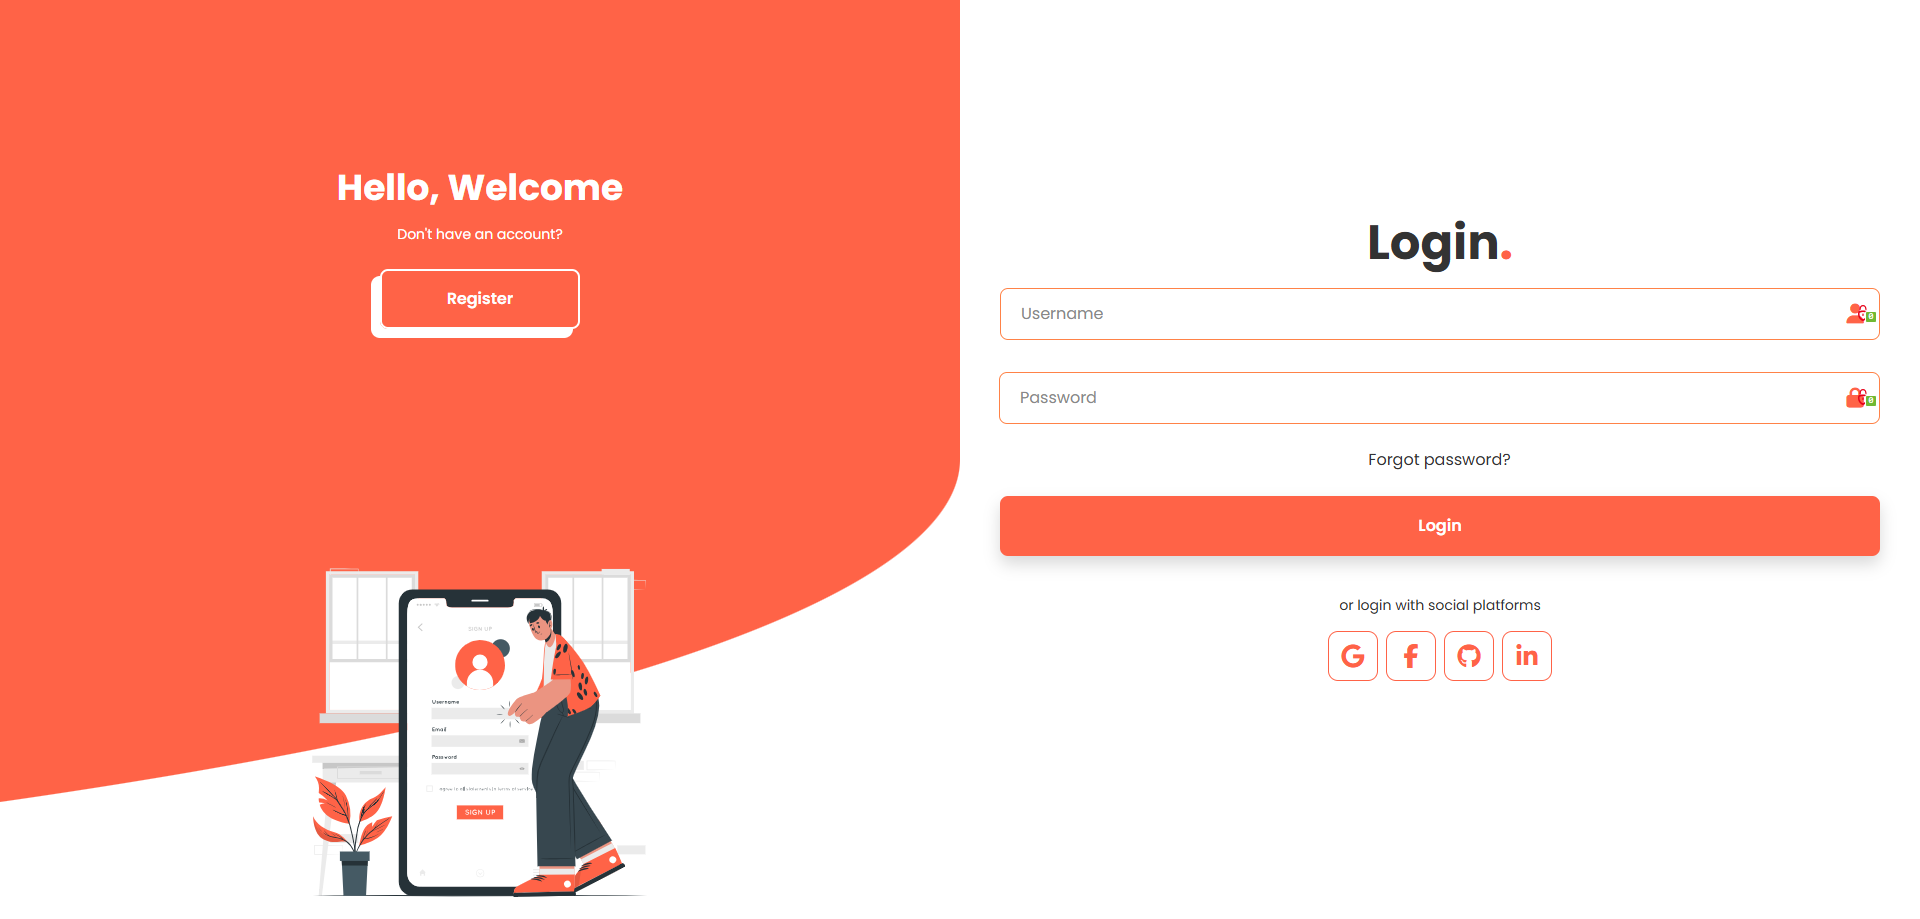 Hello, Welcome
Don't have an account?
Register
SIGN UP
Username
Email
Password
SIGN UP
Login.
Username
Password
Forgot password?
Login
or login with social platforms